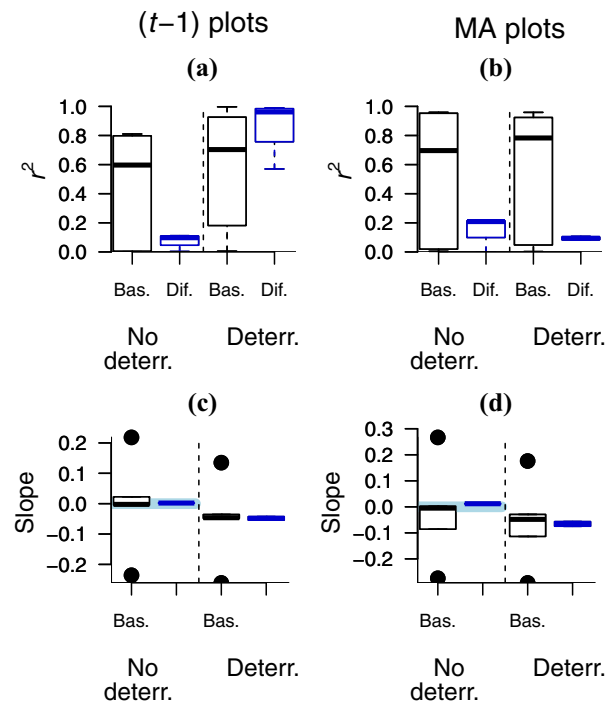 (t−1) plots
MA plots
(a)
(b)
r²
1.0
0.8
0.6
0.4
0.2
0.0
Bas. Dif. Bas. Dif.
No deterr.
Deterr.
r²
1.0
0.8
0.6
0.4
0.2
0.0
Bas. Dif. Bas. Dif.
No deterr.
Deterr.
(c)
(d)
Slope
0.2
0.1
0.0
−0.1
−0.2
Bas. Bas.
No deterr.
Deterr.
Slope
0.3
0.2
0.1
0.0
−0.1
−0.2
Bas. Bas.
No deterr.
Deterr.